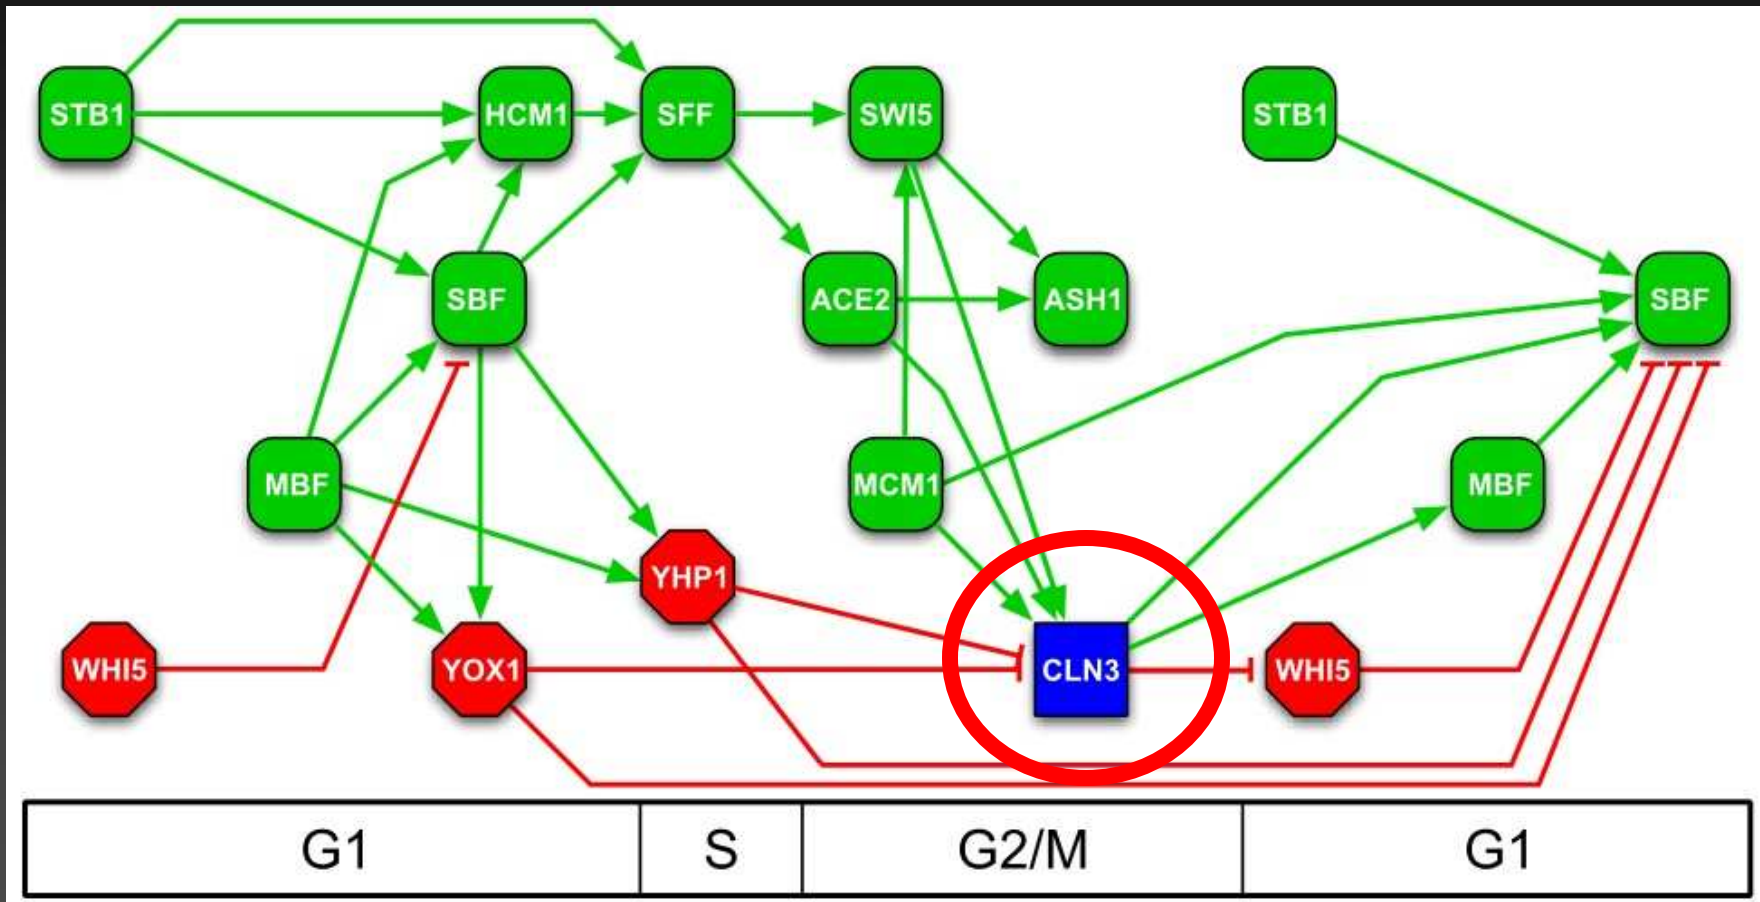 STB1
HCM1
SFF
SWI5
STB1
SBF
ACE2
ASH1
SBF
MBF
MCM1
MBF
YHP1
WHI5
YOX1
CLN3
WHI5
G1
S
G2/M
G1